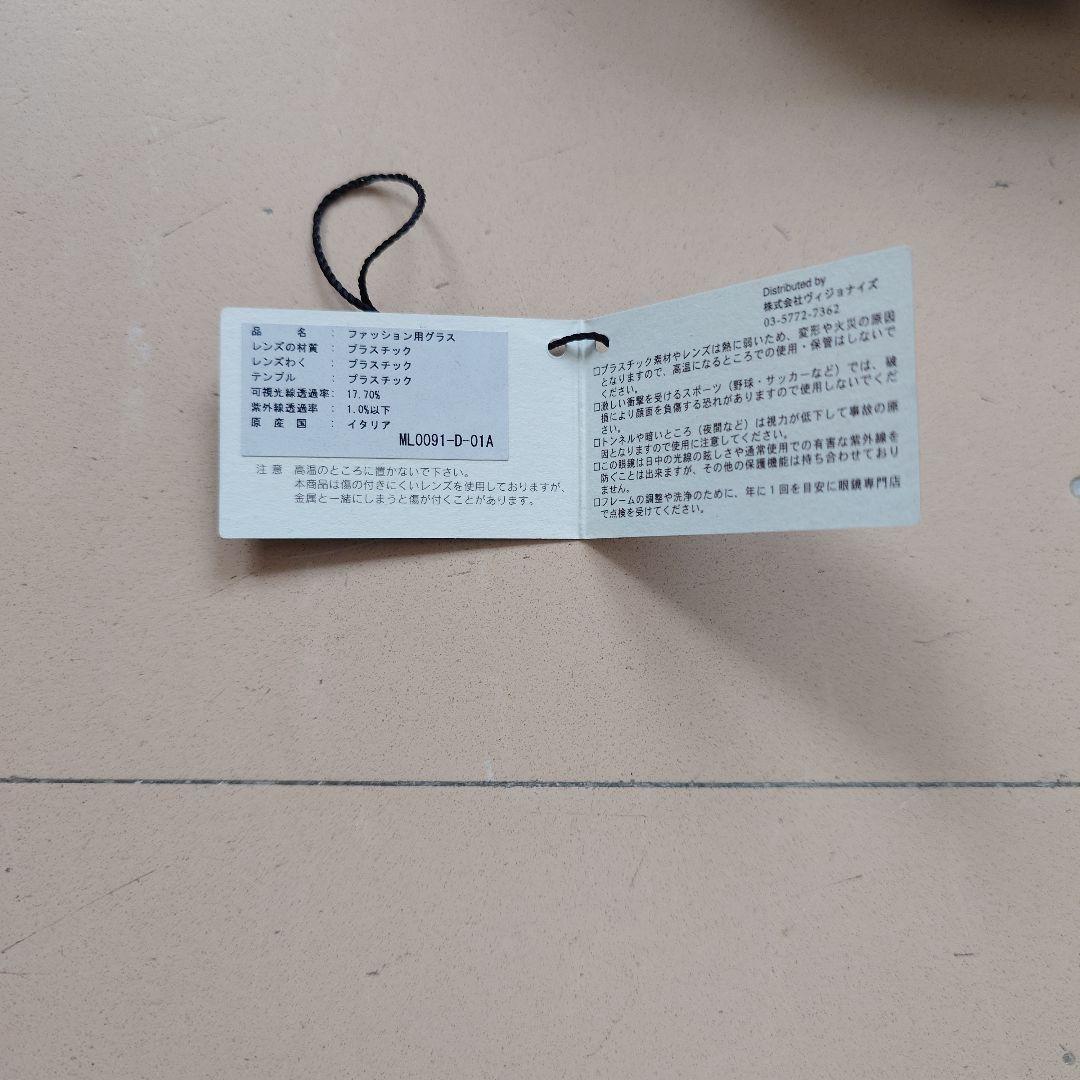 品　　名　：　ファッション用グラス
レンズの材質　：　プラスチック
レンズわく　：　プラスチック
テンプル　：　プラスチック
可視光線透過率：　17.70%
紫外線透過率　：　1.0%以下
原　産　国　：　イタリア
ML0091-D-01A
注 意　高温のところに置かないで下さい。
本商品は傷の付きにくいレンズを使用しておりますが、
金属と一緒にしまうと傷が付くことがあります。
Distributed by
株式会社ヴィジョナイズ
03-5772-7362
□プラスチック素材やレンズは熱に弱いため、変形や火災の原因
となりますので、高温になるところでの使用・保管はしないで
ください。
□激しい衝撃を受けるスポーツ（野球・サッカーなど）では、破
損により顔面を負傷する恐れがありますので使用しないでくだ
さい。
□トンネルや暗いところ（夜間など）は視力が低下して事故の原
因となりますので使用に注意してください。
□この眼鏡は日中の光線の眩しさや通常使用での有害な紫外線を
防ぐことは出来ますが、その他の保護機能は持ち合わせており
ません。
□フレームの調整や洗浄のために、年に１回を目安に眼鏡専門店
で点検を受けてください。